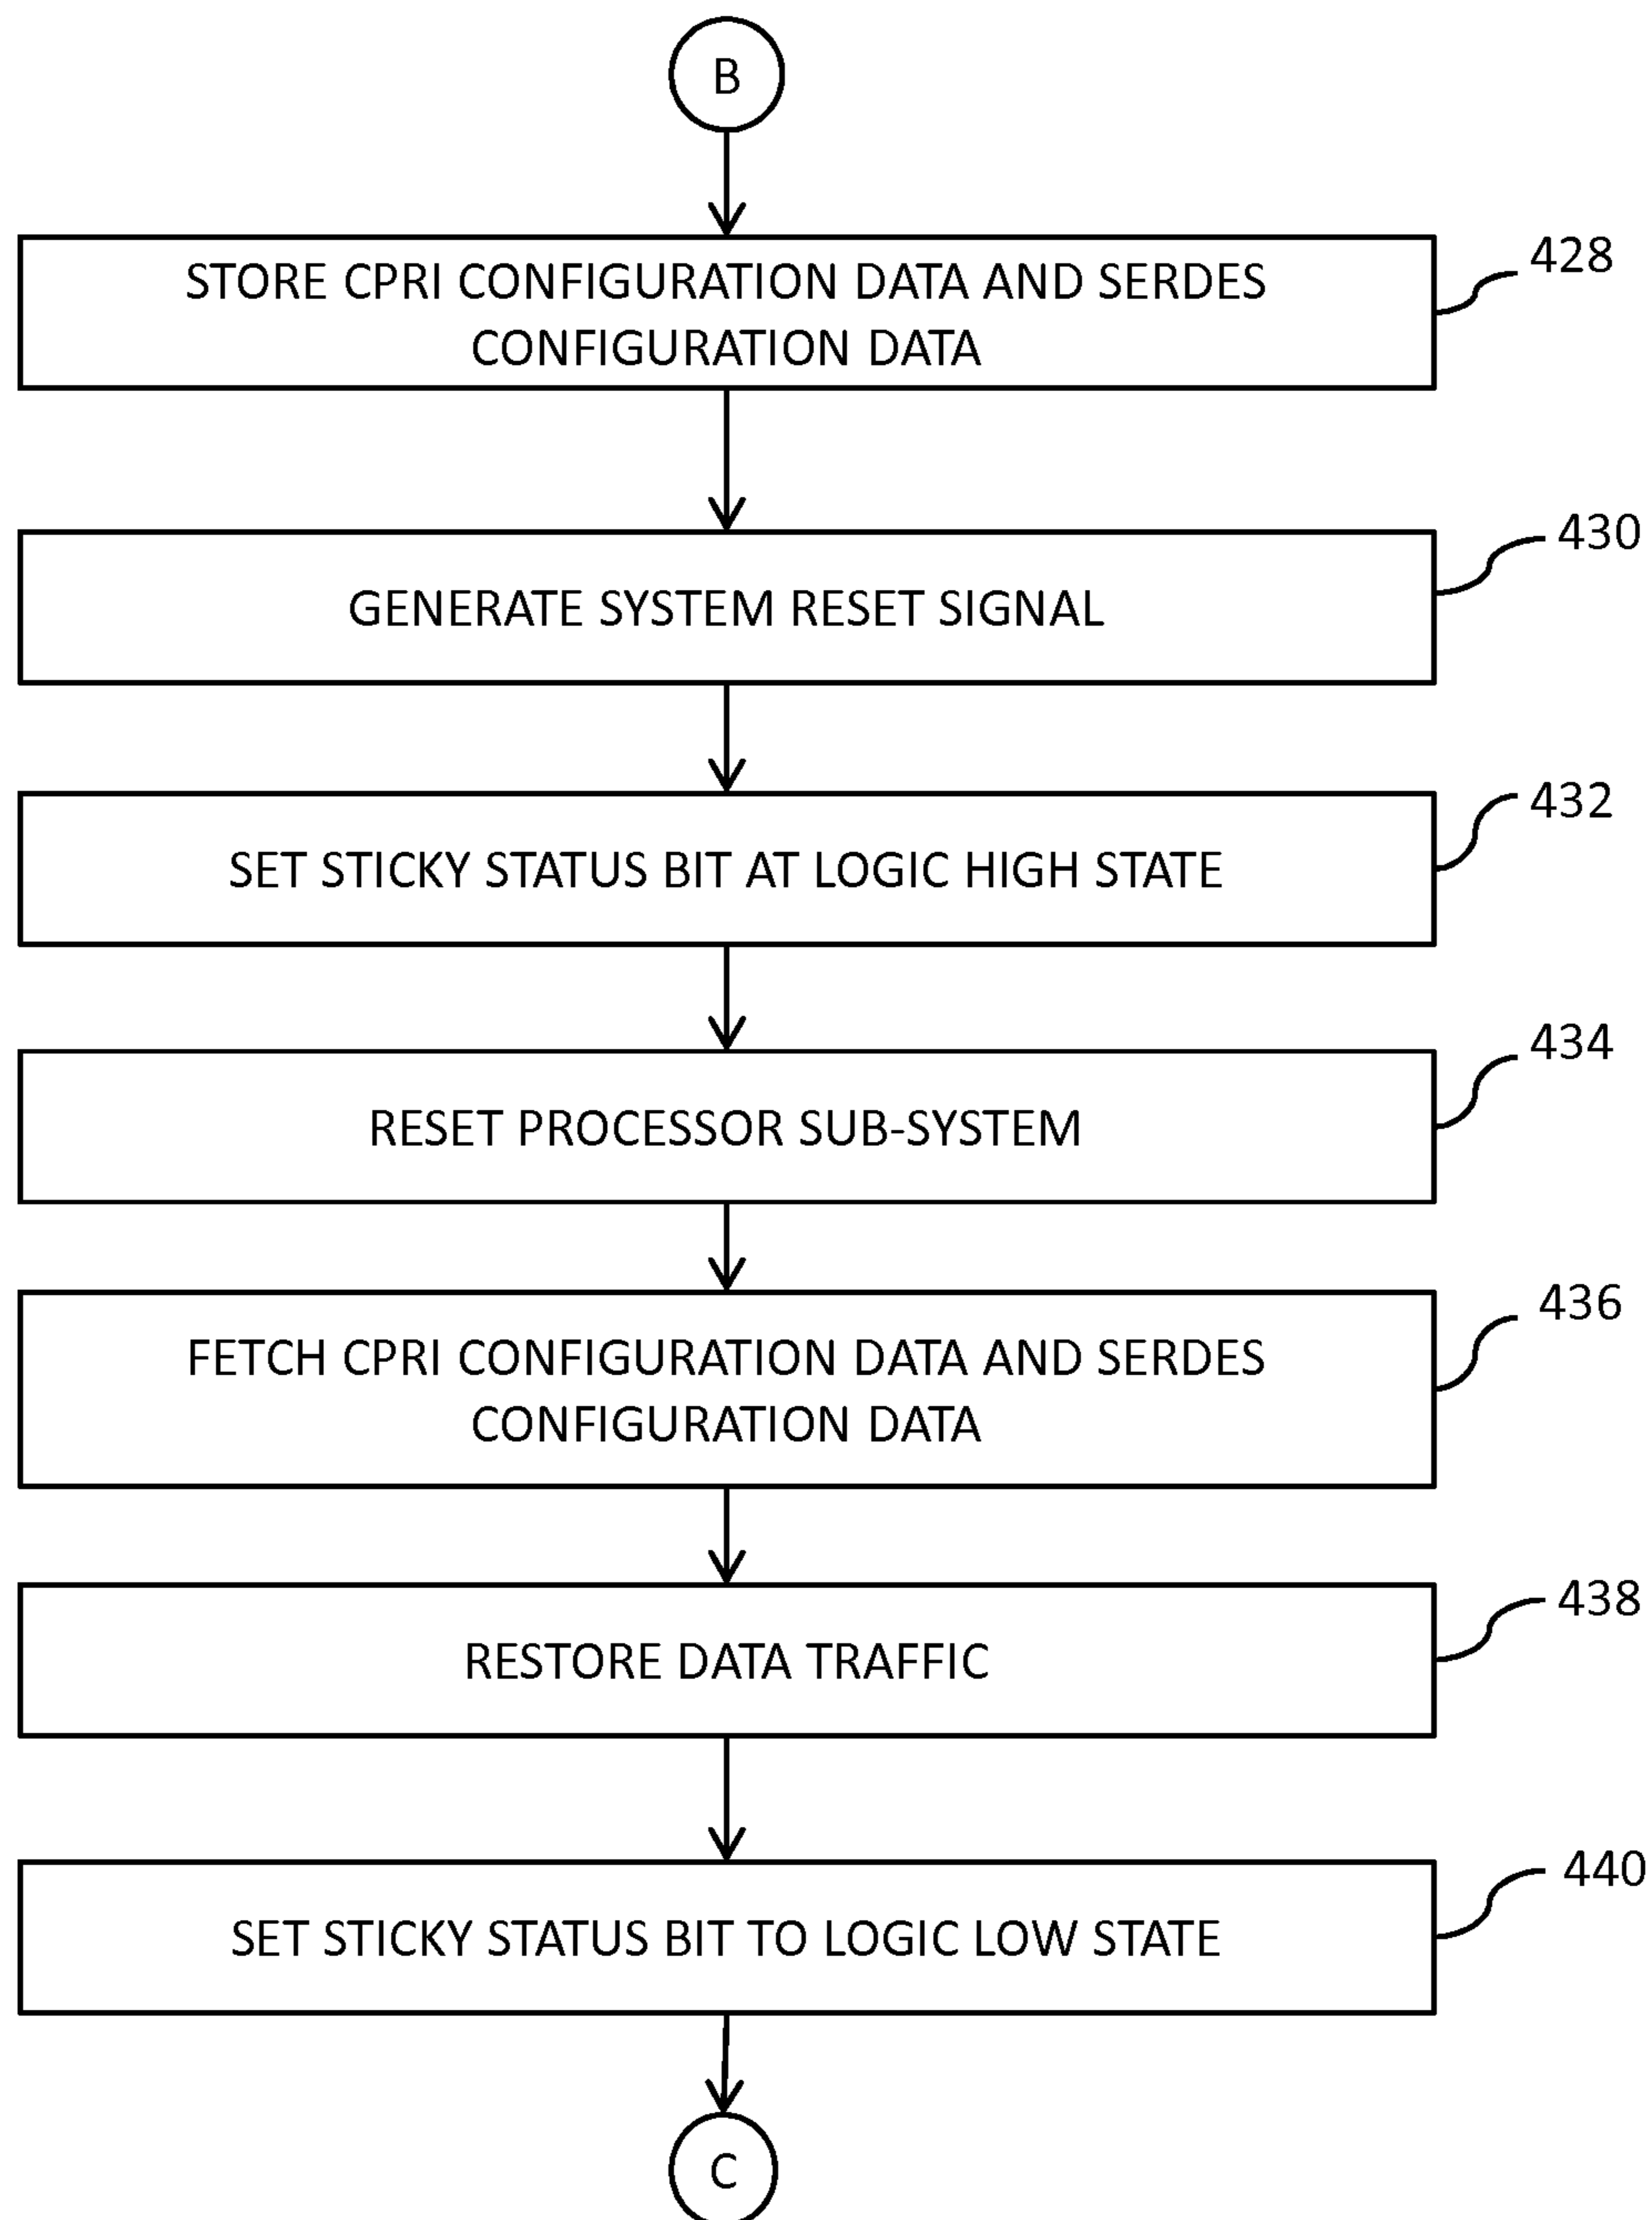 B
STORE CPRI CONFIGURATION DATA AND SERDES
CONFIGURATION DATA
428
GENERATE SYSTEM RESET SIGNAL
430
SET STICKY STATUS BIT AT LOGIC HIGH STATE
432
RESET PROCESSOR SUB-SYSTEM
434
FETCH CPRI CONFIGURATION DATA AND SERDES
CONFIGURATION DATA
436
RESTORE DATA TRAFFIC
438
SET STICKY STATUS BIT TO LOGIC LOW STATE
440
C